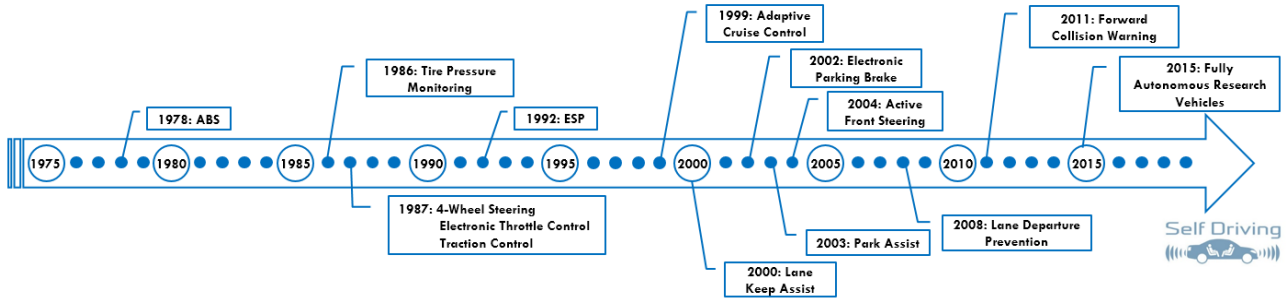 1999: Adaptive
Cruise Control
2011: Forward
Collision Warning
1986: Tire Pressure
Monitoring
2002: Electronic
Parking Brake
2015: Fully
Autonomous Research
Vehicles
1978: ABS
1992: ESP
2004: Active
Front Steering
1975
1980
1985
1990
1995
2000
2005
2010
2015
1987: 4-Wheel Steering
Electronic Throttle Control
Traction Control
2003: Park Assist
2008: Lane Departure
Prevention
2000: Lane
Keep Assist
Self Driving